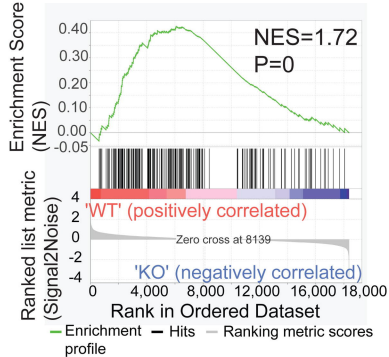 Enrichment Score
(NES)
0.40
0.30
0.20
0.10
0.00
-0.05
NES=1.72
P=0
Ranked list metric
(Signal2Noise)
4
2
0
-2
-4
'WT' (positively correlated)
Zero cross at 8139
'KO' (negatively correlated)
0 4,000 8,000 10,000 14,000 18,000
Rank in Ordered Dataset
Enrichment profile Hits Ranking metric scores